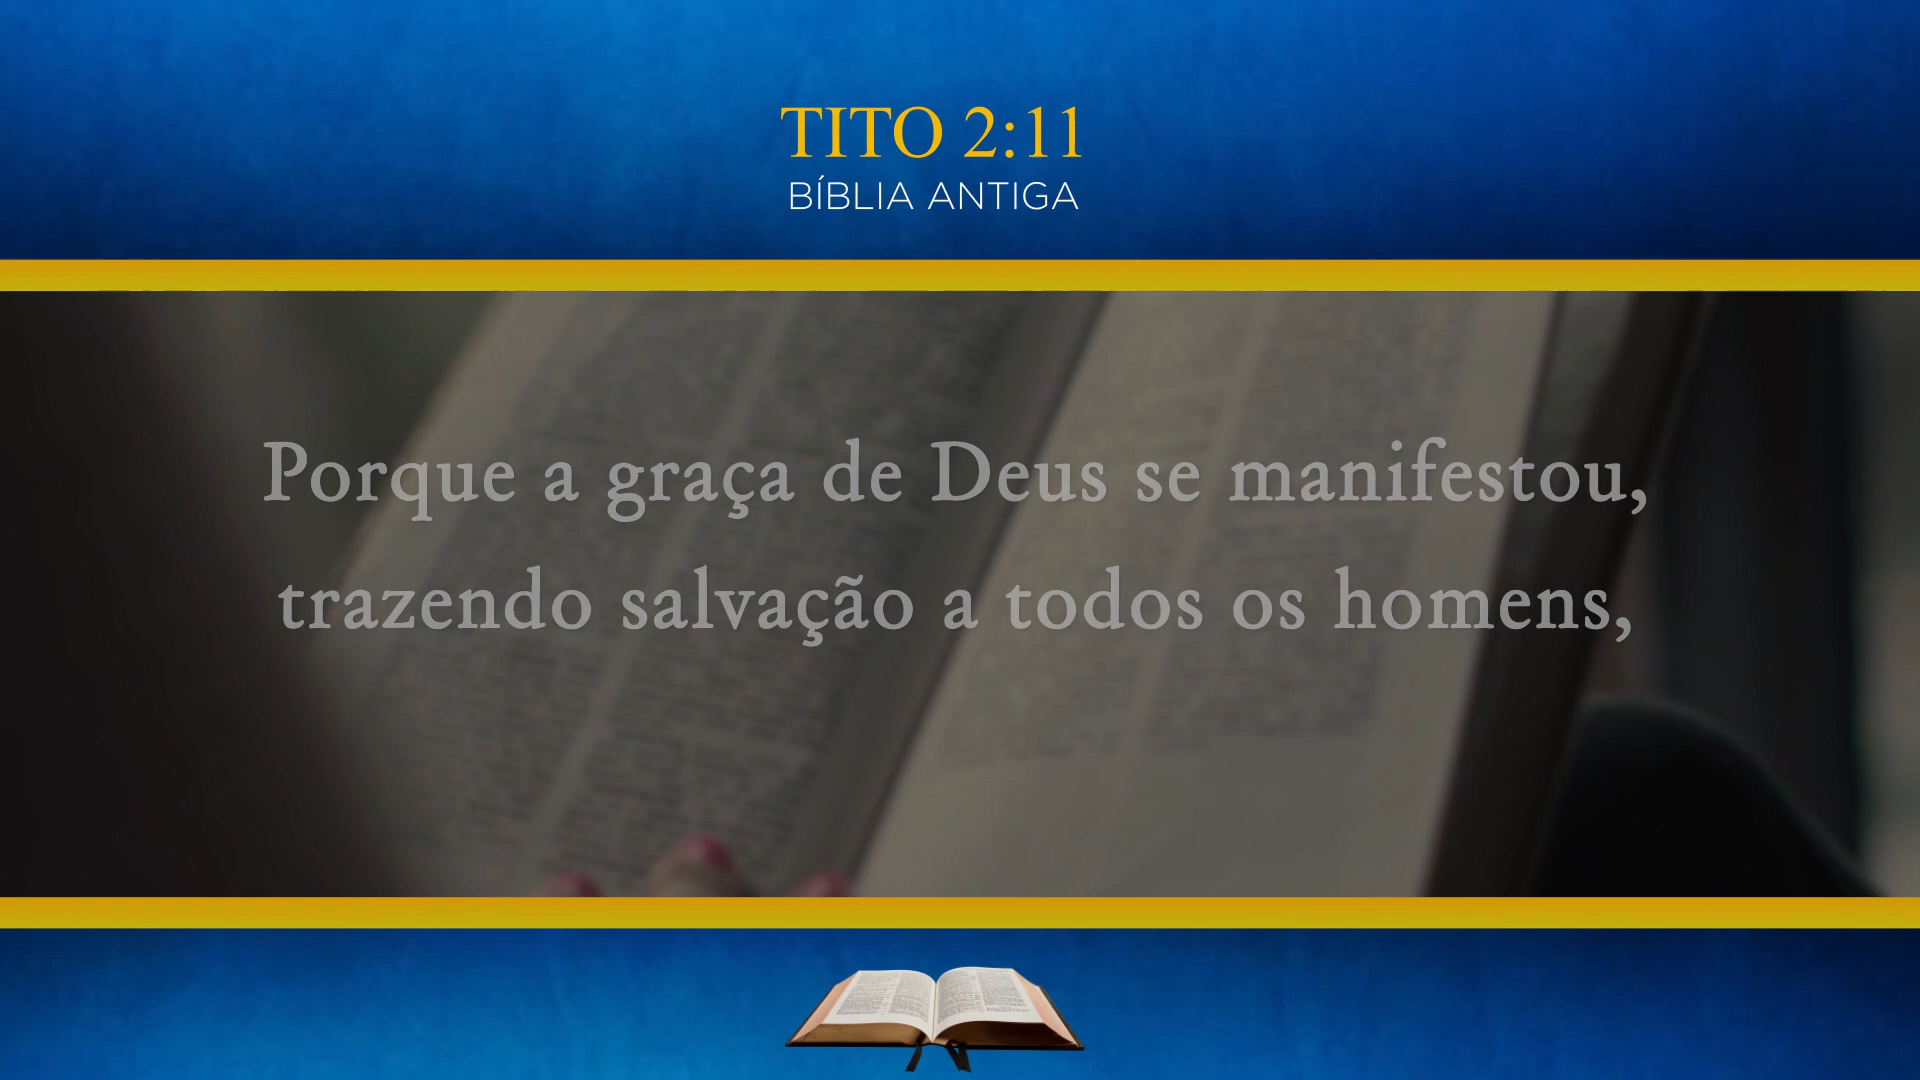 TITO 2:11
BÍBLIA ANTIGA
Porque a graça de Deus se manifestou,
trazendo salvação a todos os homens,